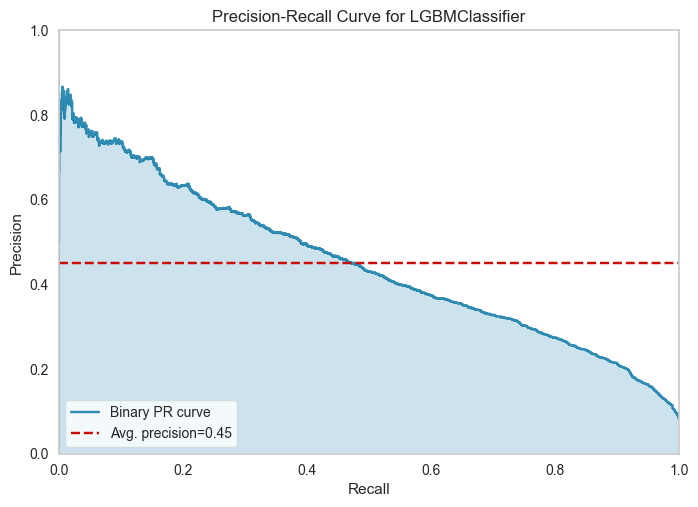 Precision-Recall Curve for LGBMClassifier
1.0
0.8
0.6
0.4
0.2
0.0
Precision
Binary PR curve
Avg. precision=0.45
0.0 0.2 0.4 0.6 0.8 1.0
Recall